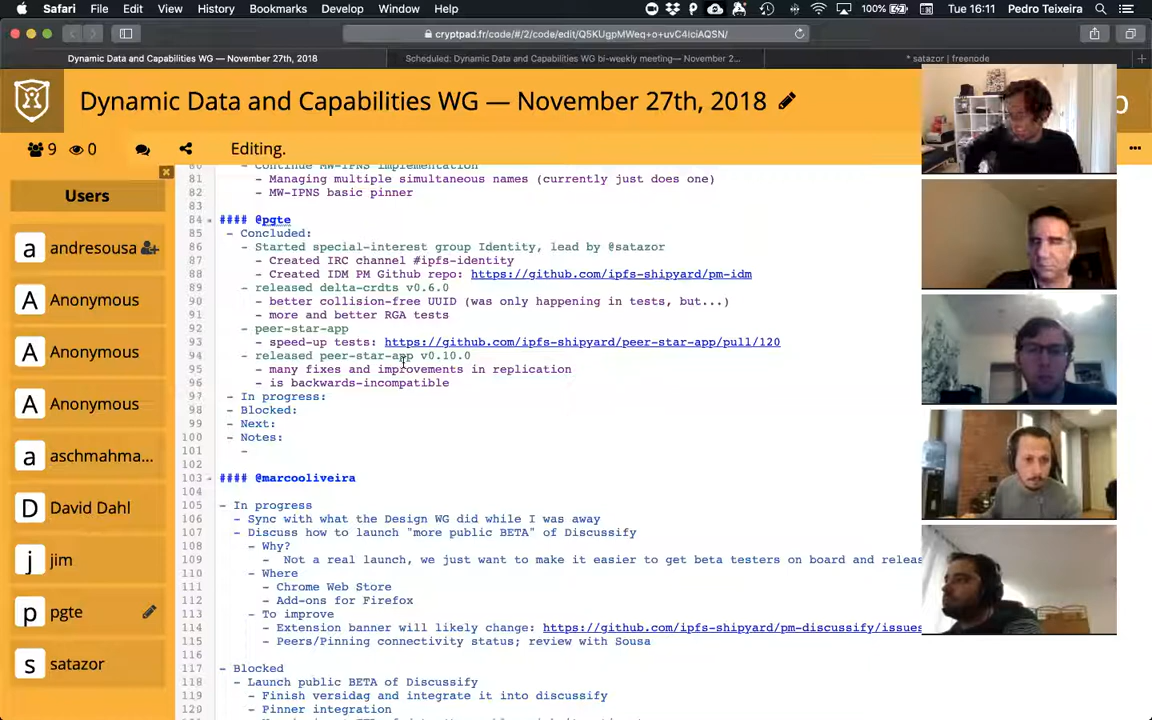 Safari File Edit View History Bookmarks Develop Window Help 100% Tue 16:11 Pedro Teixeira
cryptpad.fr/code/#/2/code/edit/Q5KUgpMWeq+o+uvC4iciAQSN/
Dynamic Data and Capabilities WG — November 27th, 2018
Scheduled: Dynamic Data and Capabilities WG bi-weekly meeting— November 2...
* satazor | freenode
Dynamic Data and Capabilities WG — November 27th, 2018
9 0 Editing.
Users
andresousa
Anonymous
Anonymous
Anonymous
aschmahma...
David Dahl
jim
pgte
satazor
80 - Continue MW-IPNS implementation
81 - Managing multiple simultaneous names (currently just does one)
82 - MW-IPNS basic pinner
83
84 #### @pgte
85 - Concluded:
86 - Started special-interest group Identity, lead by @satazor
87 - Created IRC channel #ipfs-identity
88 - Created IDM PM Github repo: https://github.com/ipfs-shipyard/pm-idm
89 - released delta-crdts v0.6.0
90 - better collision-free UUID (was only happening in tests, but...)
91 - more and better RGA tests
92 - peer-star-app
93 - speed-up tests: https://github.com/ipfs-shipyard/peer-star-app/pull/120
94 - released peer-star-app v0.10.0
95 - many fixes and improvements in replication
96 - is backwards-incompatible
97 - In progress:
98 - Blocked:
99 - Next:
100 - Notes:
101 -
102
103 #### @marcooliveira
104
105 - In progress
106 - Sync with what the Design WG did while I was away
107 - Discuss how to launch "more public BETA" of Discussify
108 - Why?
109 - Not a real launch, we just want to make it easier to get beta testers on board and releas
110 - Where
111 - Chrome Web Store
112 - Add-ons for Firefox
113 - To improve
114 - Extension banner will likely change: https://github.com/ipfs-shipyard/pm-discussify/issues
115 - Peers/Pinning connectivity status; review with Sousa
116
117 - Blocked
118 - Launch public BETA of Discussify
119 - Finish versidag and integrate it into discussify
120 - Pinner integration